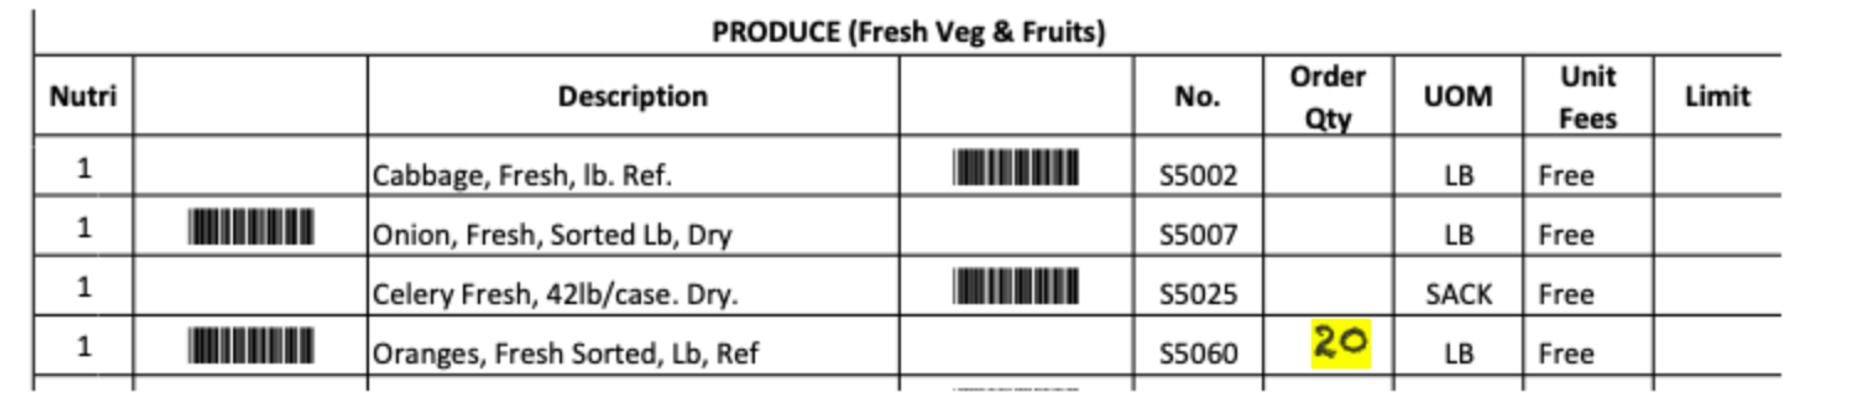 PRODUCE (Fresh Veg & Fruits)
Nutri Description No. Order Qty UOM Unit Fees Limit
1 Cabbage, Fresh, lb. Ref. S5002 LB Free
1 Onion, Fresh, Sorted Lb, Dry S5007 LB Free
1 Celery Fresh, 42lb/case. Dry. S5025 SACK Free
1 Oranges, Fresh Sorted, Lb, Ref S5060 20 LB Free